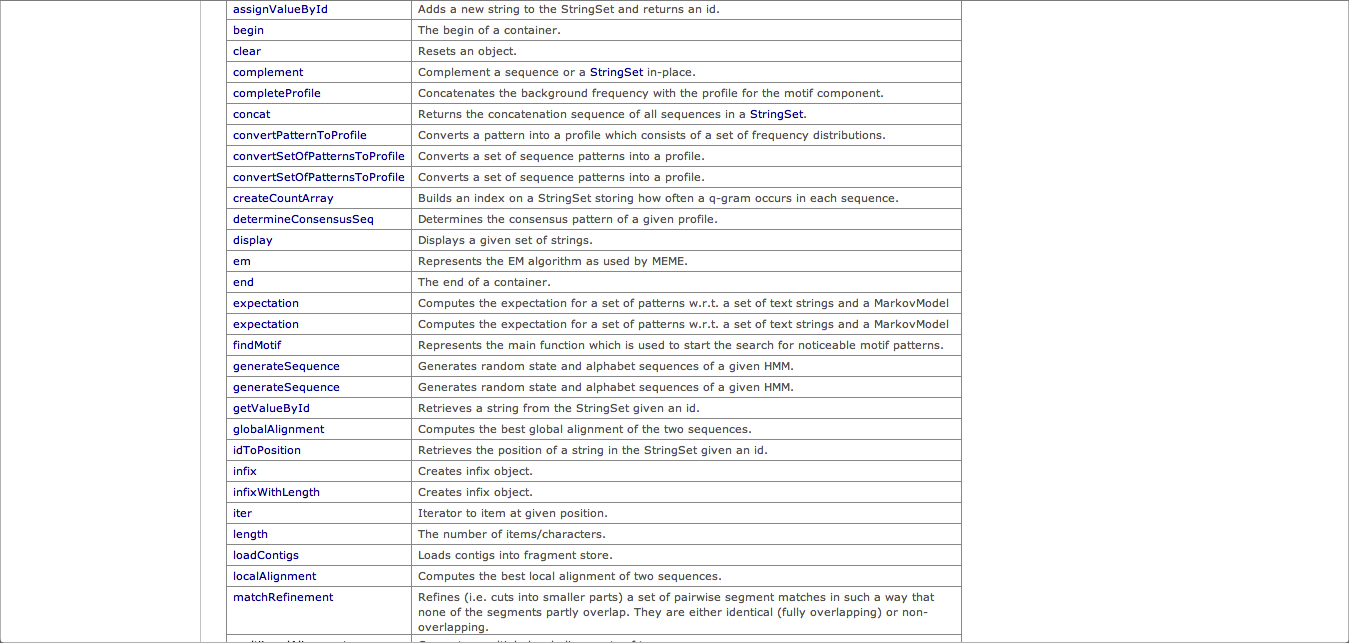 assignValueById Adds a new string to the StringSet and returns an id.
begin The begin of a container.
clear Resets an object.
complement Complement a sequence or a StringSet in-place.
completeProfile Concatenates the background frequency with the profile for the motif component.
concat Returns the concatenation sequence of all sequences in a StringSet.
convertPatternToProfile Converts a pattern into a profile which consists of a set of frequency distributions.
convertSetOfPatternsToProfile Converts a set of sequence patterns into a profile.
convertSetOfPatternsToProfile Converts a set of sequence patterns into a profile.
createCountArray Builds an index on a StringSet storing how often a q-gram occurs in each sequence.
determineConsensusSeq Determines the consensus pattern of a given profile.
display Displays a given set of strings.
em Represents the EM algorithm as used by MEME.
end The end of a container.
expectation Computes the expectation for a set of patterns w.r.t. a set of text strings and a MarkovModel
expectation Computes the expectation for a set of patterns w.r.t. a set of text strings and a MarkovModel
findMotif Represents the main function which is used to start the search for noticeable motif patterns.
generateSequence Generates random state and alphabet sequences of a given HMM.
generateSequence Generates random state and alphabet sequences of a given HMM.
getValueById Retrieves a string from the StringSet given an id.
globalAlignment Computes the best global alignment of the two sequences.
idToPosition Retrieves the position of a string in the StringSet given an id.
infix Creates infix object.
infixWithLength Creates infix object.
iter Iterator to item at given position.
length The number of items/characters.
loadContigs Loads contigs into fragment store.
localAlignment Computes the best local alignment of two sequences.
matchRefinement Refines (i.e. cuts into smaller parts) a set of pairwise segment matches in such a way that
none of the segments partly overlap. They are either identical (fully overlapping) or non-
overlapping.